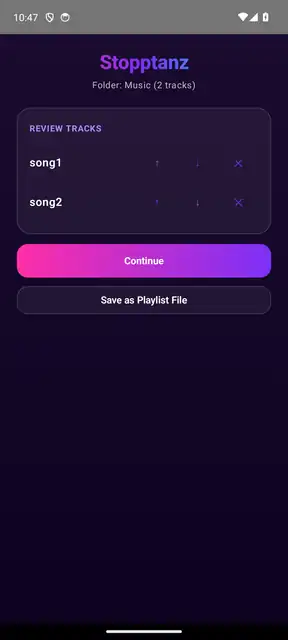 10:47
Stopptanz
Folder: Music (2 tracks)
REVIEW TRACKS
song1 ↑ ↓ ✕
song2 ↑ ↓ ✕
Continue
Save as Playlist File